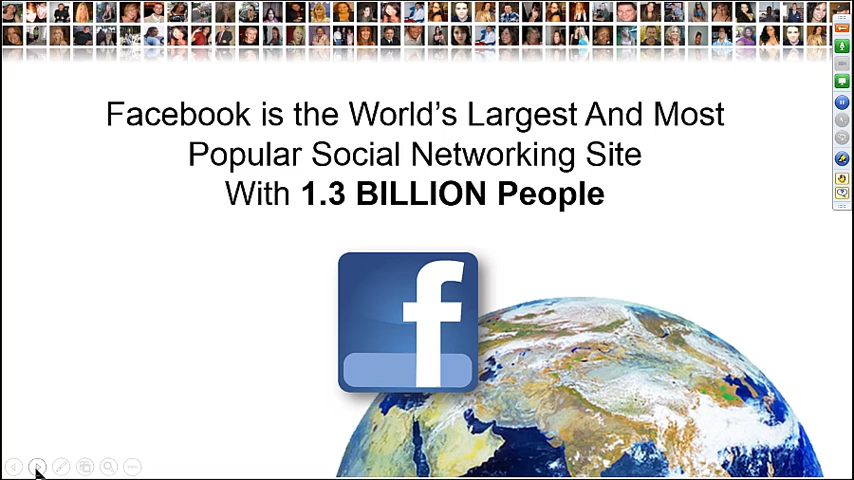 Facebook is the World's Largest And Most
Popular Social Networking Site
With 1.3 BILLION People
f